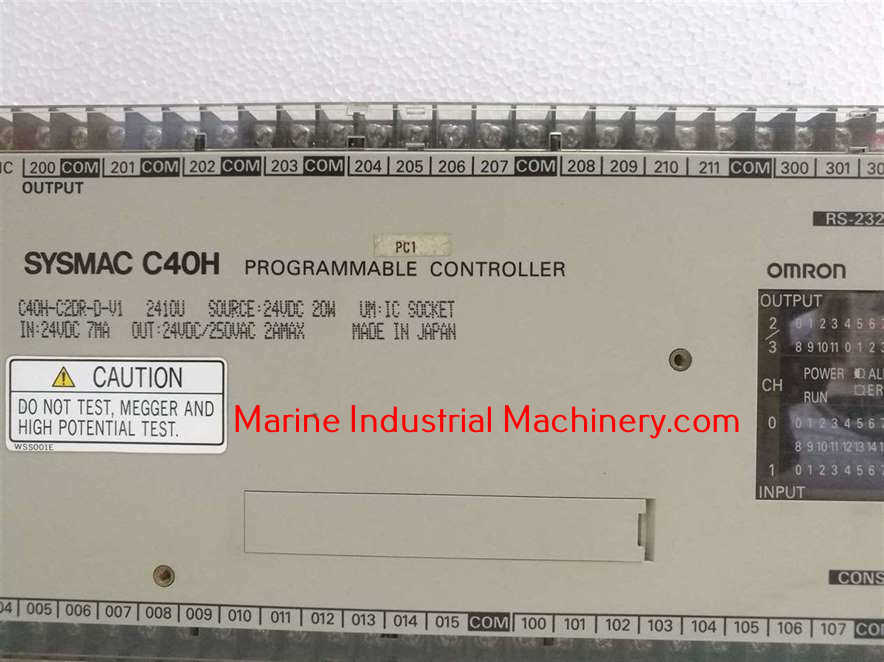 200 COM 201 COM 202 COM 203 COM 204 205 206 207 COM 208 209 210 211 COM 300 301
OUTPUT
RS-232
PC1
SYSMAC C40H PROGRAMMABLE CONTROLLER
OMRON
C40H-C2DR-D-V1 2410U SOURCE:24VDC 20W UM:IC SOCKET
IN:24VDC 7MA OUT:24VDC/250VAC 2AMAX MADE IN JAPAN
OUTPUT
2 0 1 2 3 4 5 6 7
3 8 9 10 11 0 1 2 3
CH POWER
RUN
0 0 1 2 3 4 5 6 7
8 9 10 11 12 13 14
1 0 1 2 3 4 5 6 7
INPUT
CAUTION
DO NOT TEST, MEGGER AND
HIGH POTENTIAL TEST.
WSS001E
Marine Industrial Machinery.com
CONS
005 006 007 008 009 010 011 012 013 014 015 COM 100 101 102 103 104 105 106 107